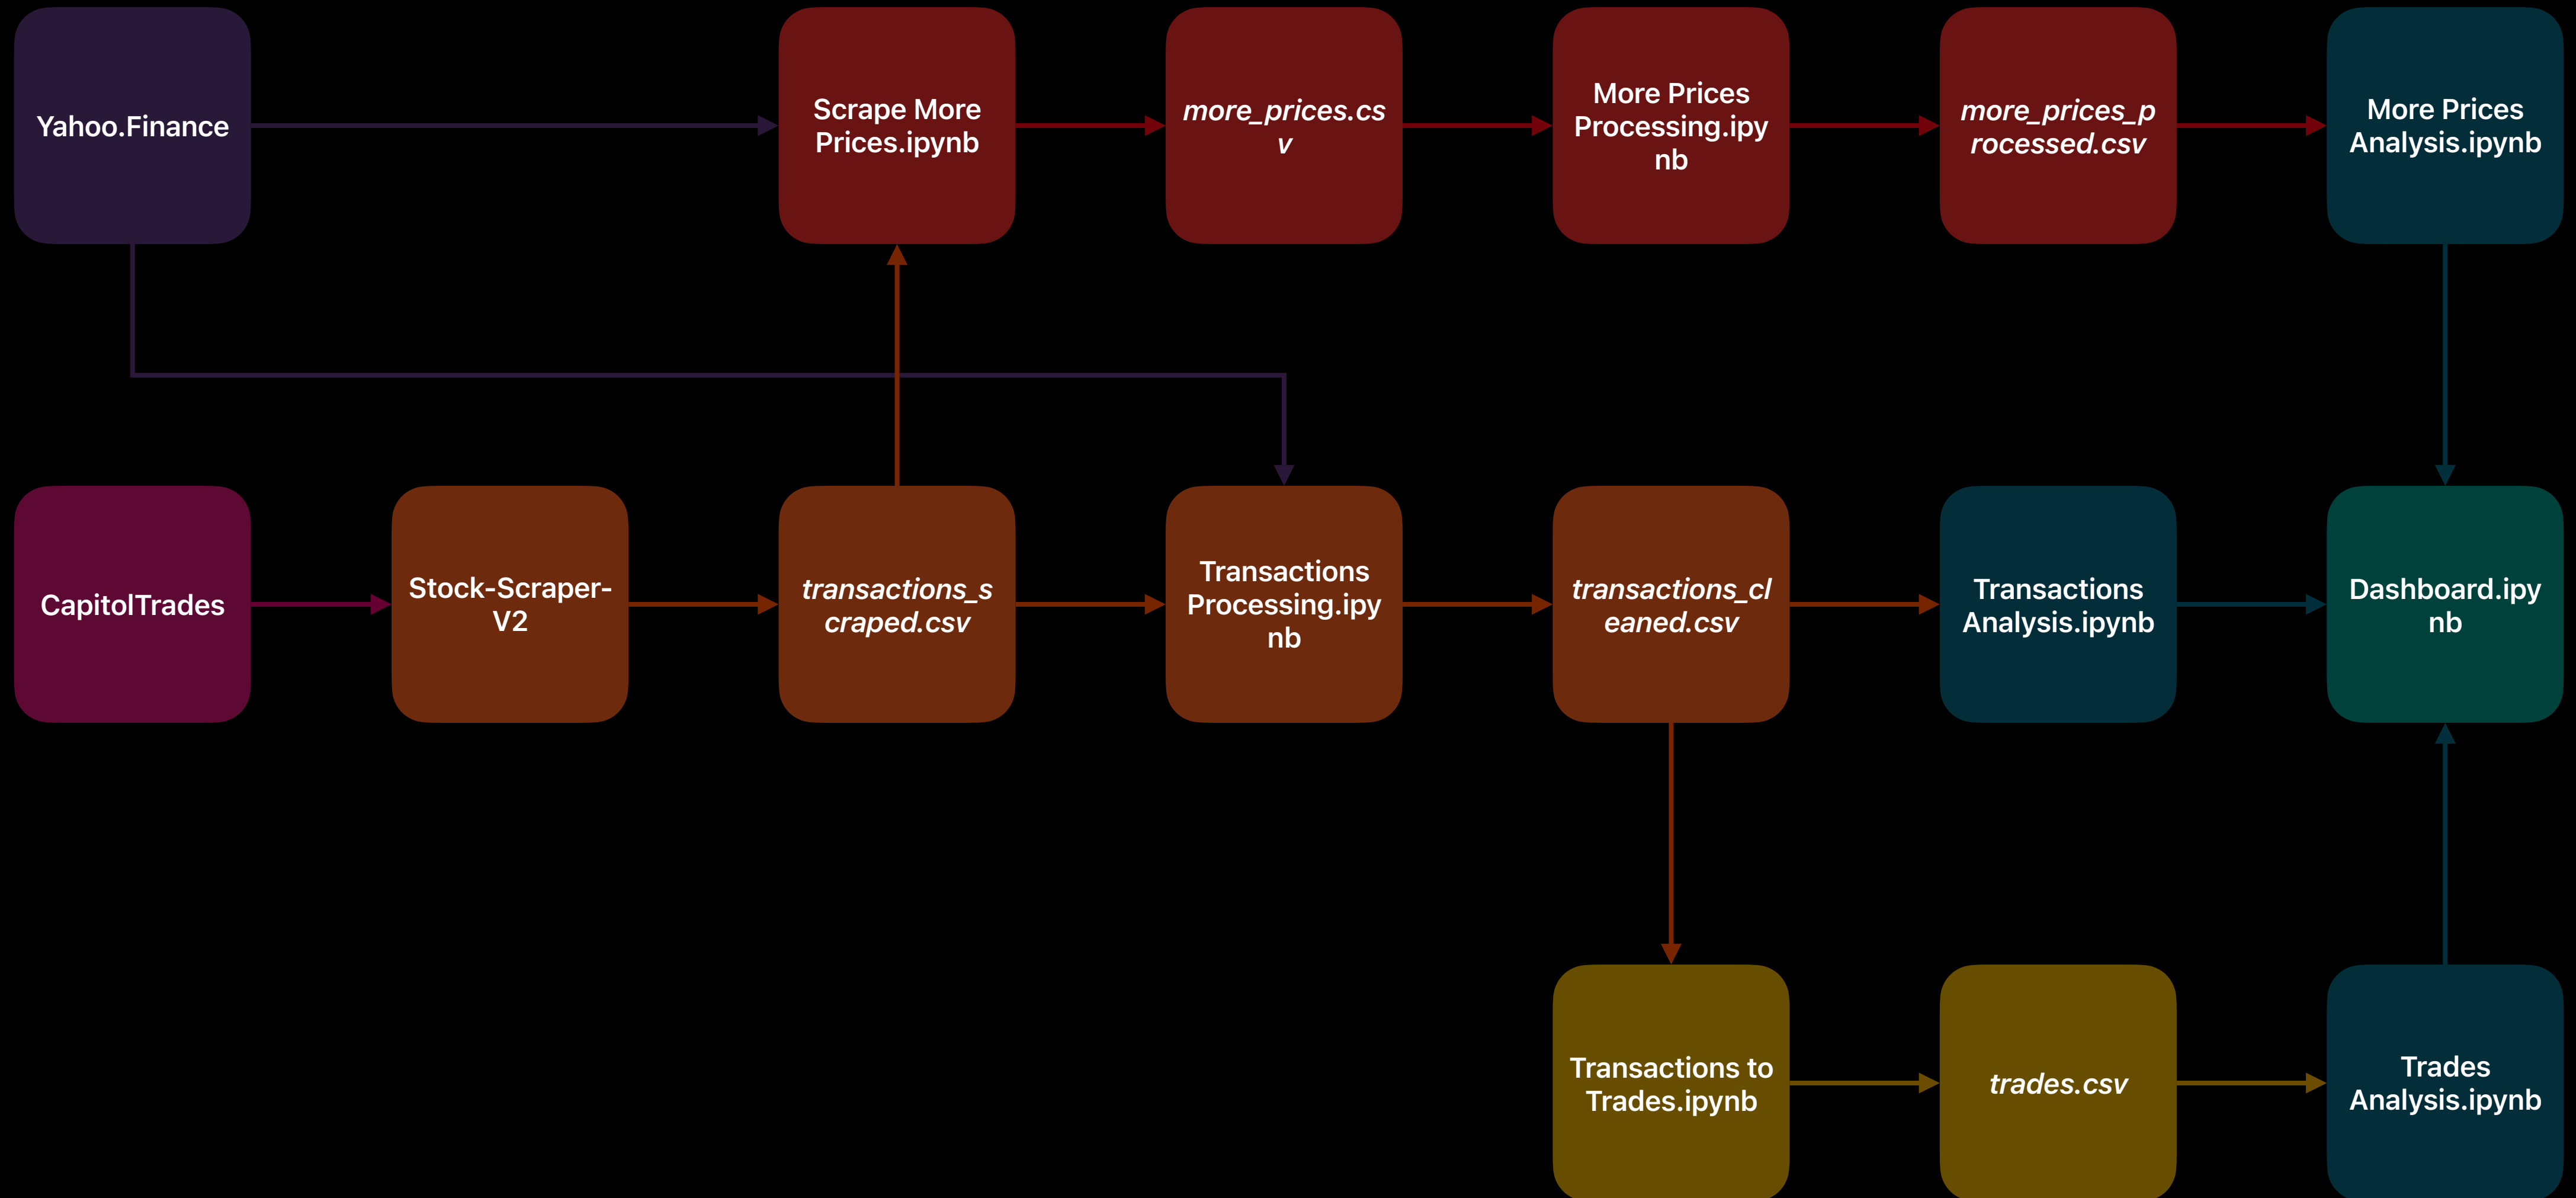 Yahoo.Finance
Scrape More
Prices.ipynb
more_prices.cs
v
More Prices
Processing.ipy
nb
more_prices_p
rocessed.csv
More Prices
Analysis.ipynb
CapitolTrades
Stock-Scraper-
V2
transactions_s
craped.csv
Transactions
Processing.ipy
nb
transactions_cl
eaned.csv
Transactions
Analysis.ipynb
Dashboard.ipy
nb
Transactions to
Trades.ipynb
trades.csv
Trades
Analysis.ipynb